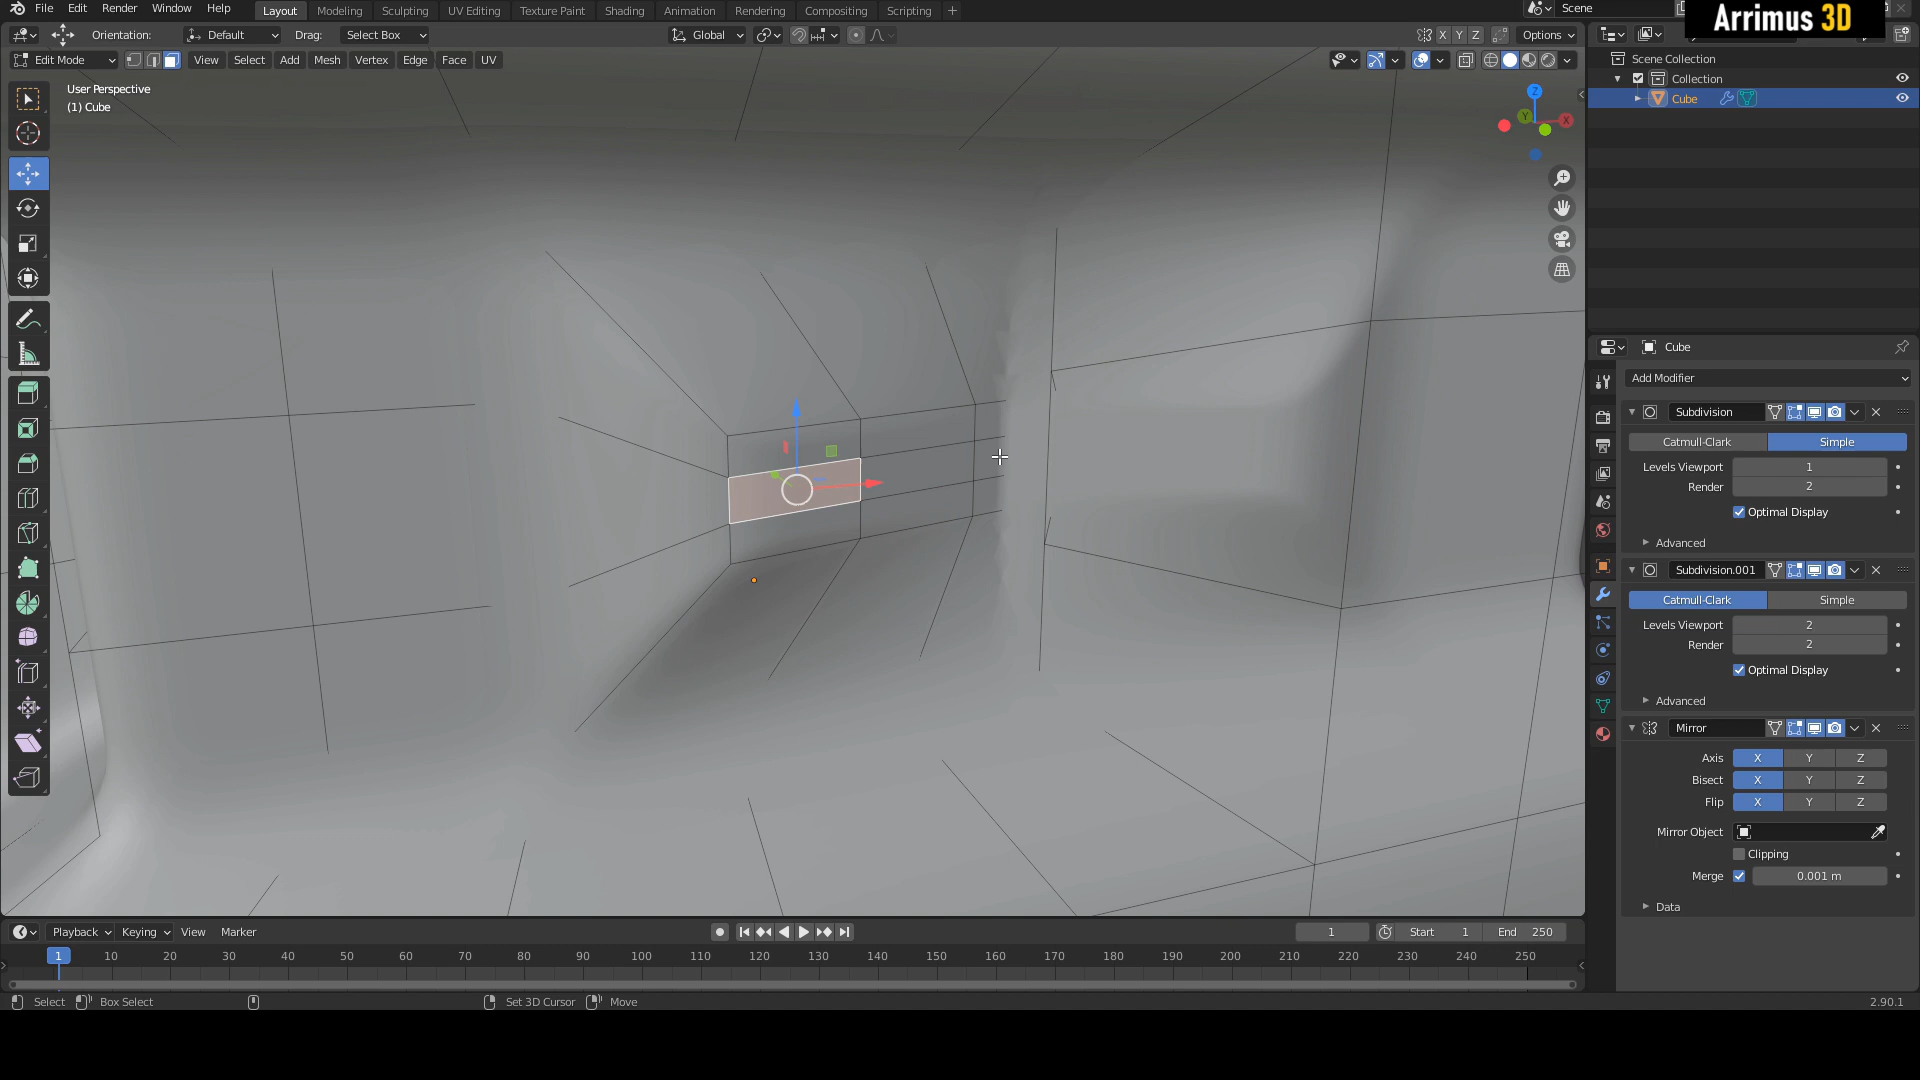 File Edit Render Window Help Layout Modeling Sculpting UV Editing Texture Paint Shading Animation Rendering Compositing Scripting + Scene
Arrimus 3D
Orientation: Default Drag: Select Box Global X Y Z Options
Edit Mode View Select Add Mesh Vertex Edge Face UV
User Perspective
(1) Cube
Z
Y
X
Scene Collection
Collection
Cube
Cube
Add Modifier
Subdivision
Catmull-Clark Simple
Levels Viewport 1
Render 2
Optimal Display
Advanced
Subdivision.001
Catmull-Clark Simple
Levels Viewport 2
Render 2
Optimal Display
Advanced
Mirror
Axis X Y Z
Bisect X Y Z
Flip X Y Z
Mirror Object
Clipping
Merge 0.001 m
Data
Playback Keying View Marker 1 Start 1 End 250
1 10 20 30 40 50 60 70 80 90 100 110 120 130 140 150 160 170 180 190 200 210 220 230 240 250
Select Box Select Set 3D Cursor Move 2.90.1